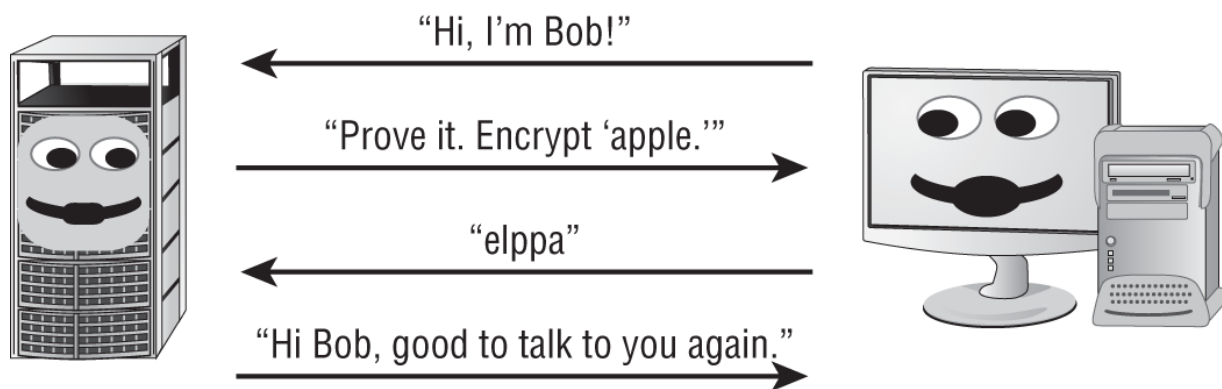 “Hi, I’m Bob!”
“Prove it. Encrypt ‘apple.’”
“elppa”
“Hi Bob, good to talk to you again.”